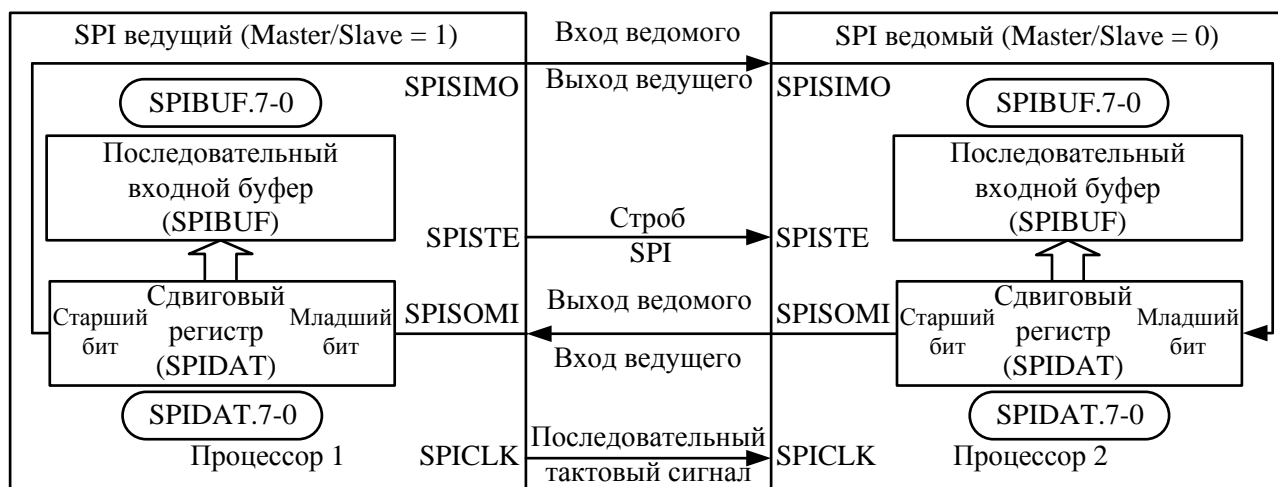 SPI ведущий (Master/Slave = 1)
SPISIMO
SPIBUF.7-0
Последовательный
входной буфер
(SPIBUF)
SPISTE
Старший
бит
Сдвиговый
регистр
(SPIDAT)
Младший
бит
SPISOMI
SPIDAT.7-0
Процессор 1
SPICLK
Вход ведомого
Выход ведущего
Строб
SPI
Выход ведомого
Вход ведущего
Последовательный
тактовый сигнал
SPI ведомый (Master/Slave = 0)
SPISIMO
SPIBUF.7-0
Последовательный
входной буфер
(SPIBUF)
SPISTE
SPISOMI
Старший
бит
Сдвиговый
регистр
(SPIDAT)
Младший
бит
SPIDAT.7-0
SPICLK
Процессор 2